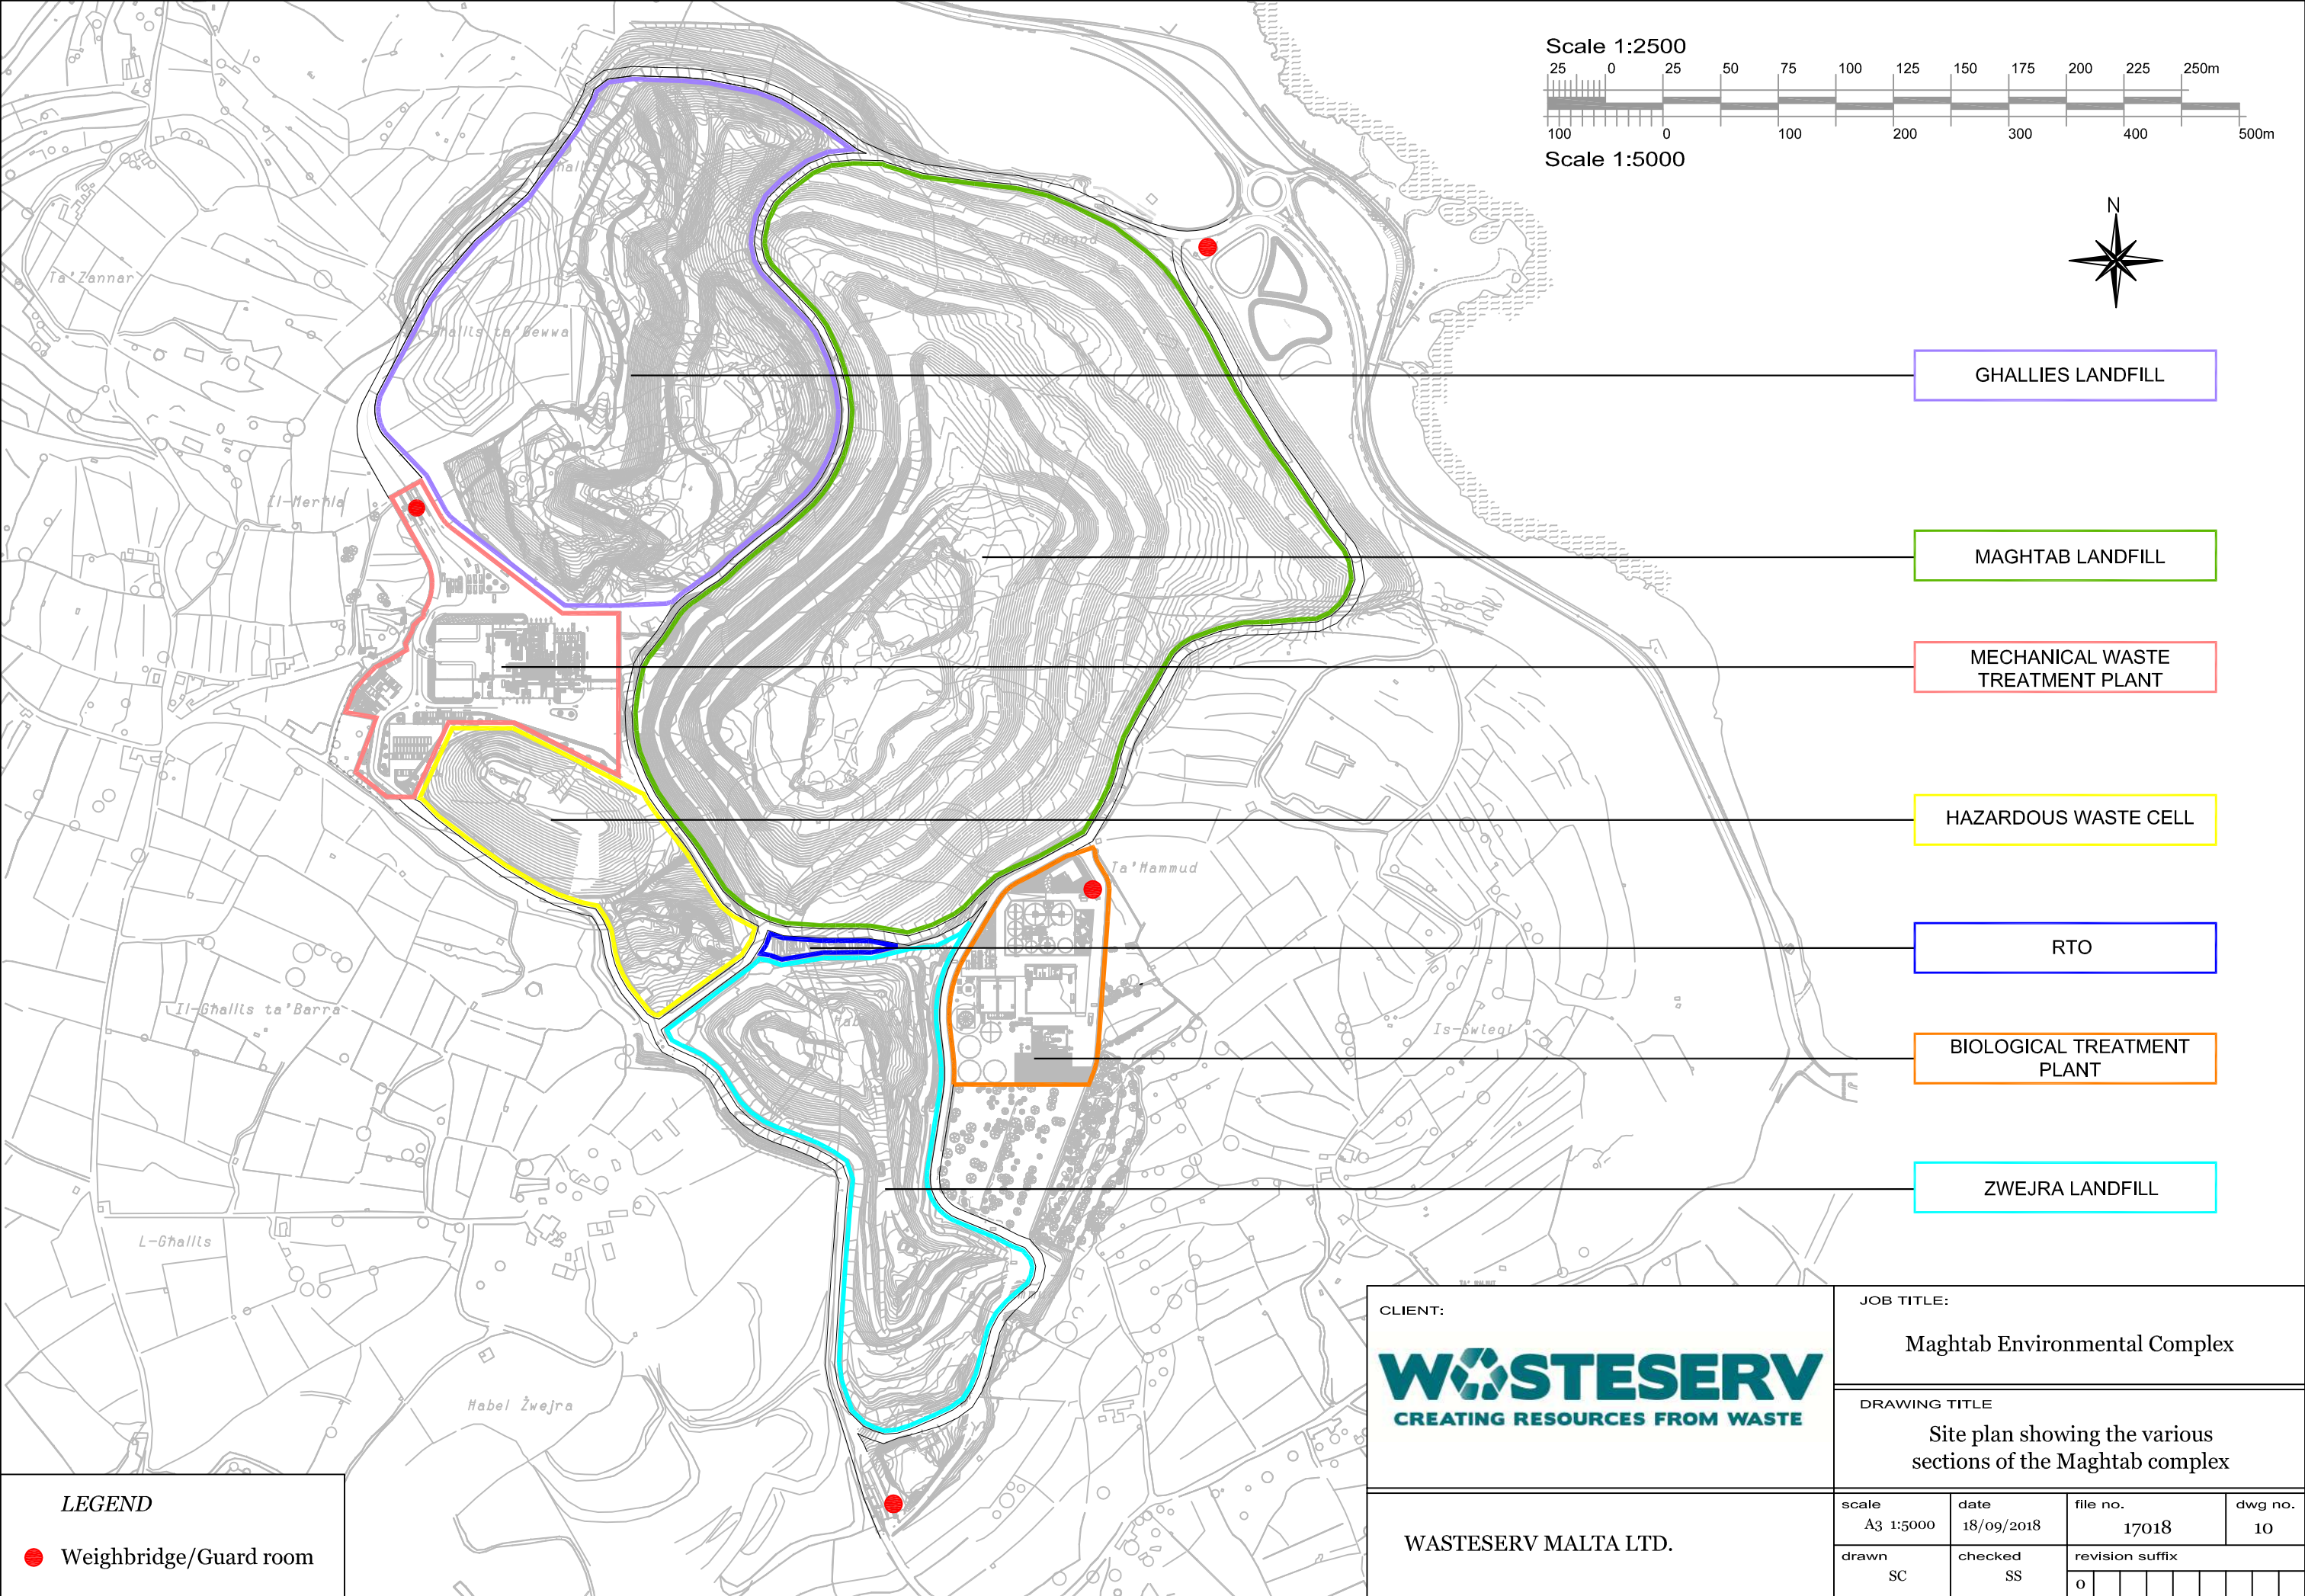 Scale 1:2500
25 0 25 50 75 100 125 150 175 200 225 250m
100 0 100 200 300 400 500m
Scale 1:5000
N
Ta'Zannar
Il-Merħla
Ta'Ħammud
Il-Għallis ta'Barra
Is-Swieqi
L-Għallis
Ħabel Żwejra
GHALLIES LANDFILL
MAGHTAB LANDFILL
MECHANICAL WASTE
TREATMENT PLANT
HAZARDOUS WASTE CELL
RTO
BIOLOGICAL TREATMENT
PLANT
ZWEJRA LANDFILL
LEGEND
Weighbridge/Guard room
CLIENT:
WASTESERV
CREATING RESOURCES FROM WASTE
WASTESERV MALTA LTD.
JOB TITLE:
Maghtab Environmental Complex
DRAWING TITLE
Site plan showing the various
sections of the Maghtab complex
scale
A3 1:5000
date
18/09/2018
file no.
17018
dwg no.
10
drawn
SC
checked
SS
revision suffix
0